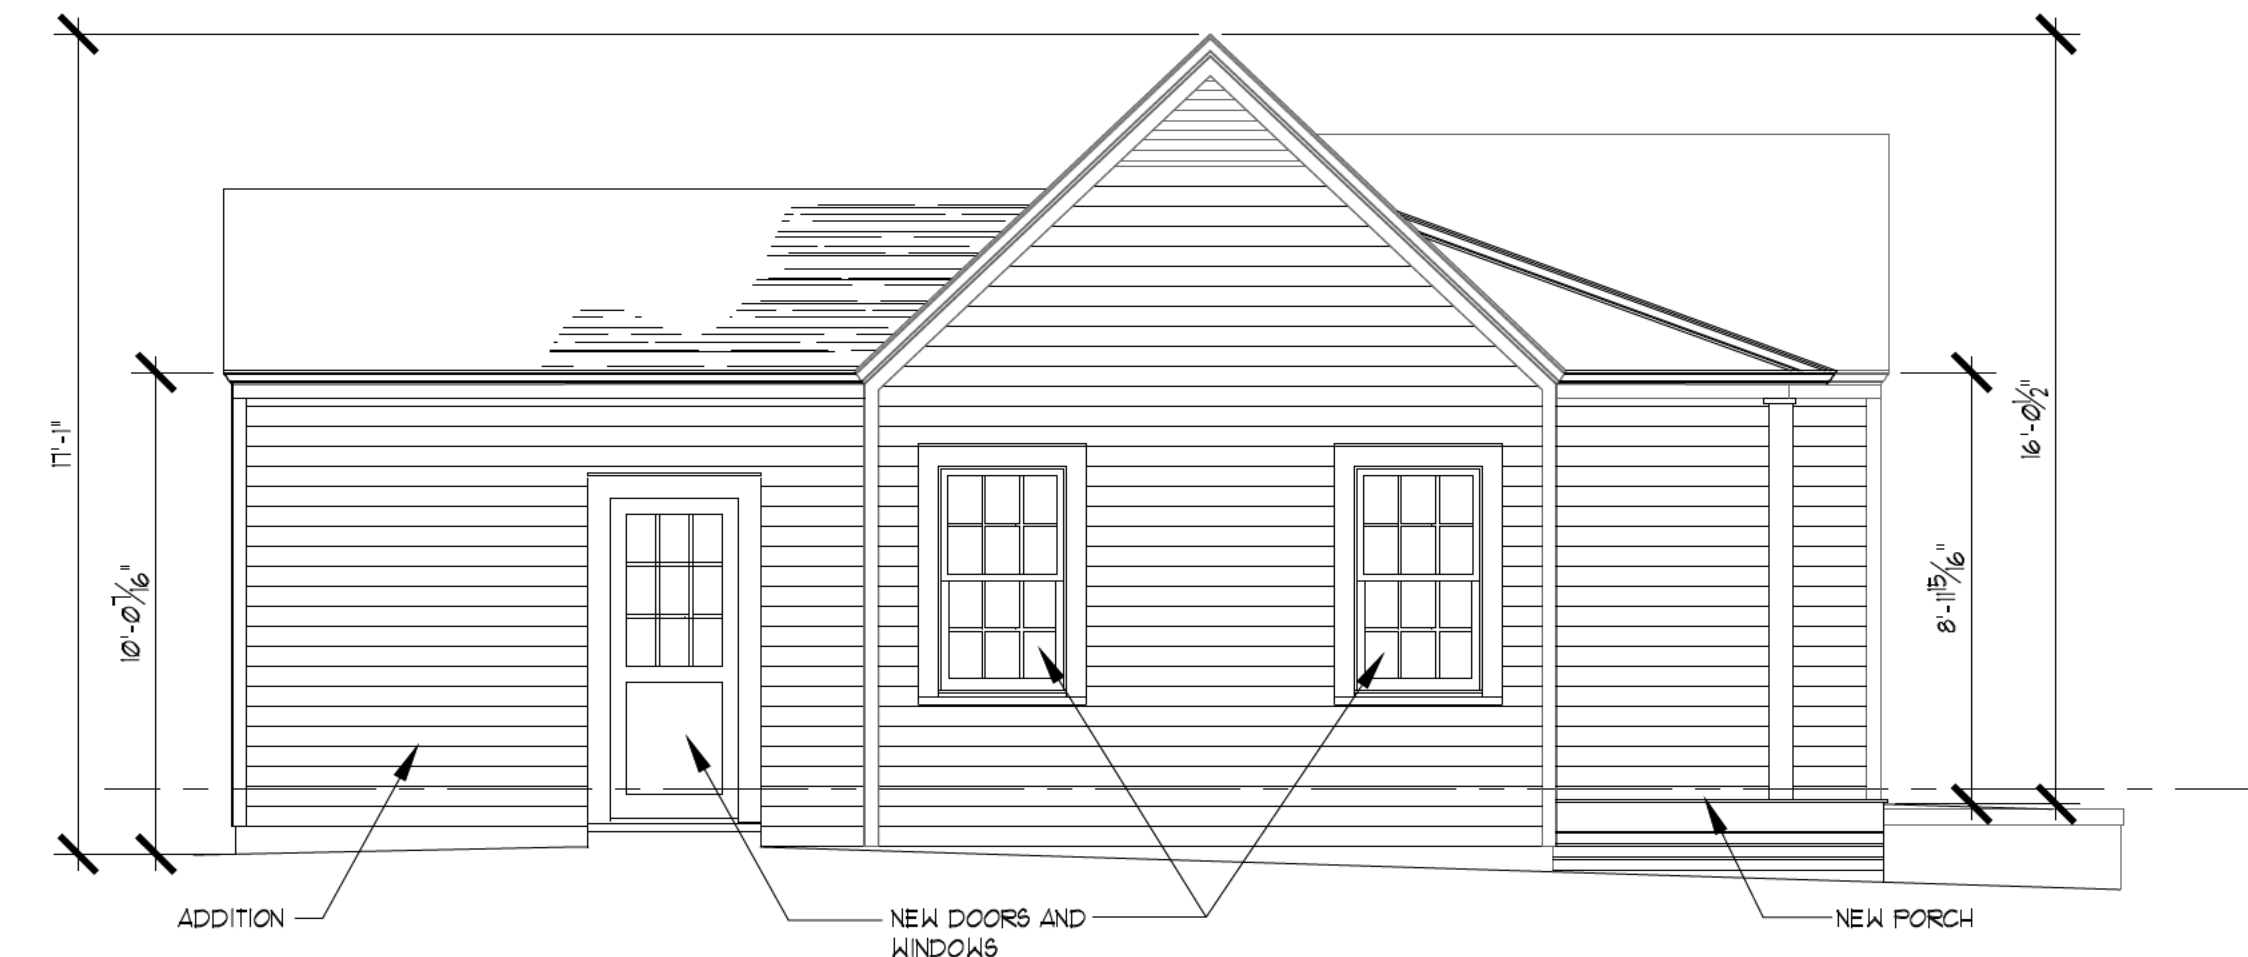 17'-1"
10'-0 7/16"
16'-0 1/2"
8'-11 15/16"
ADDITION
NEW DOORS AND
WINDOWS
NEW PORCH